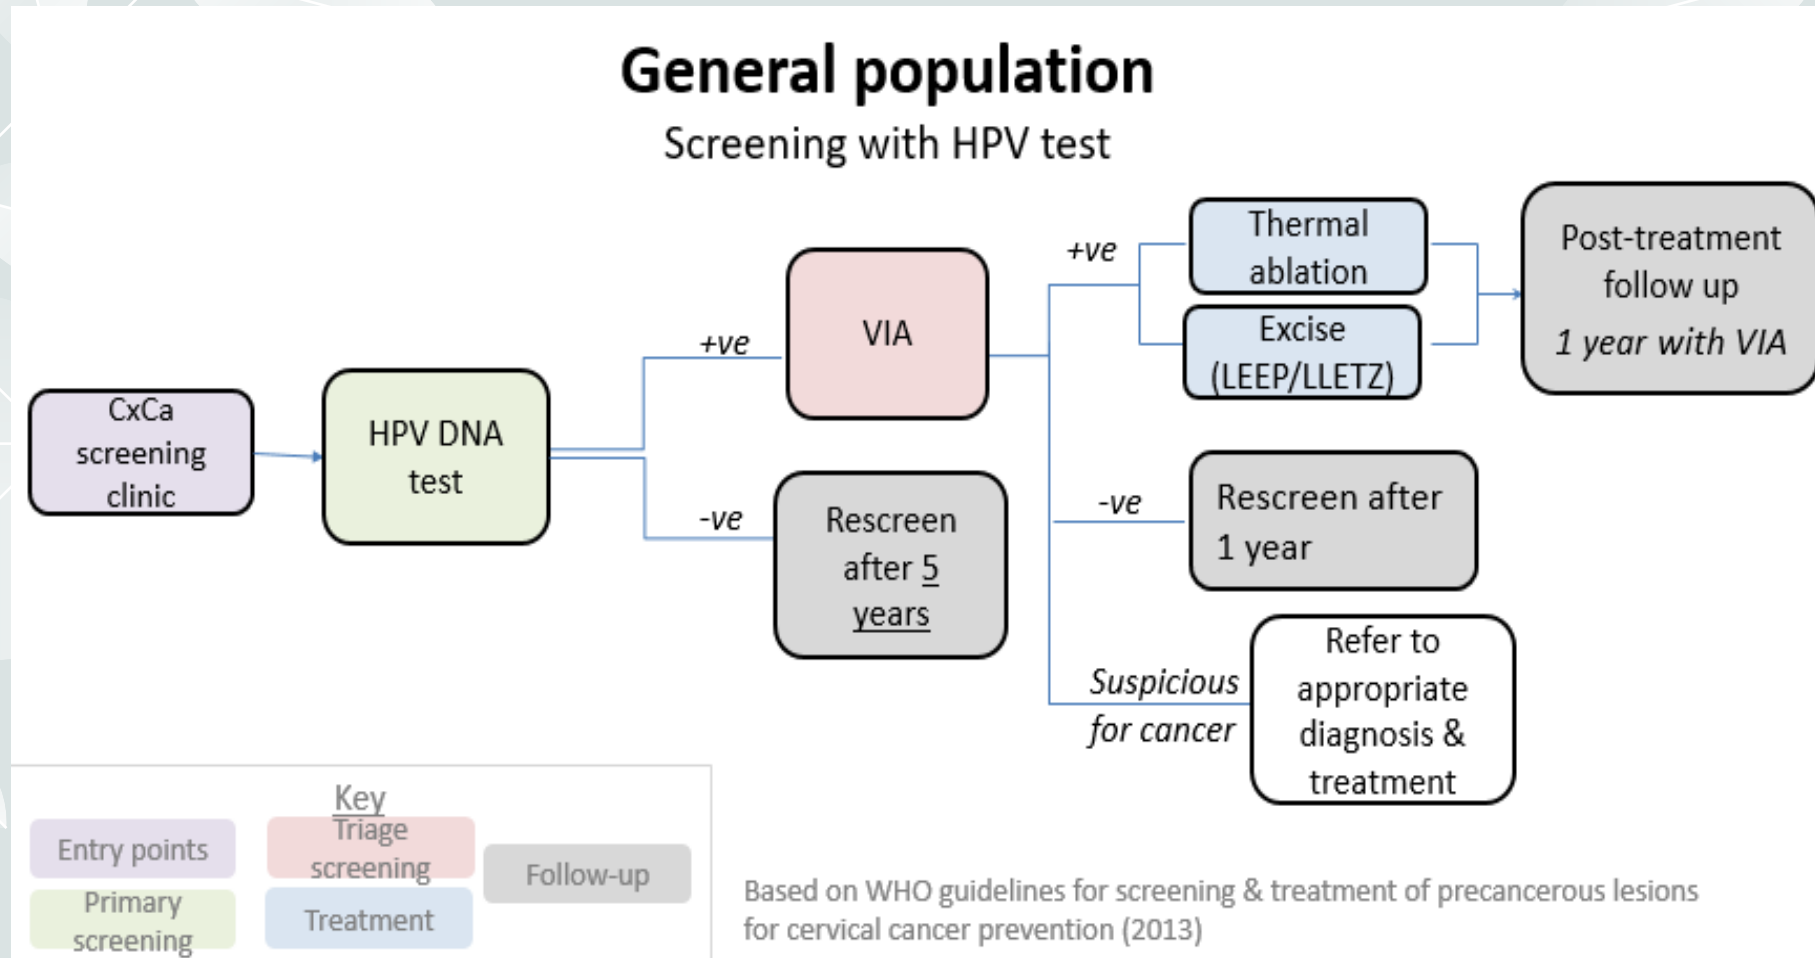 General population
Screening with HPV test
CxCa
screening
clinic
HPV DNA
test
+ve
-ve
VIA
Rescreen
after 5
years
+ve
-ve
Suspicious
for cancer
Thermal
ablation
Excise
(LEEP/LLETZ)
Post-treatment
follow up
1 year with VIA
Rescreen after
1 year
Refer to
appropriate
diagnosis &
treatment
Key
Entry points
Primary
screening
Triage
screening
Treatment
Follow-up
Based on WHO guidelines for screening & treatment of precancerous lesions
for cervical cancer prevention (2013)